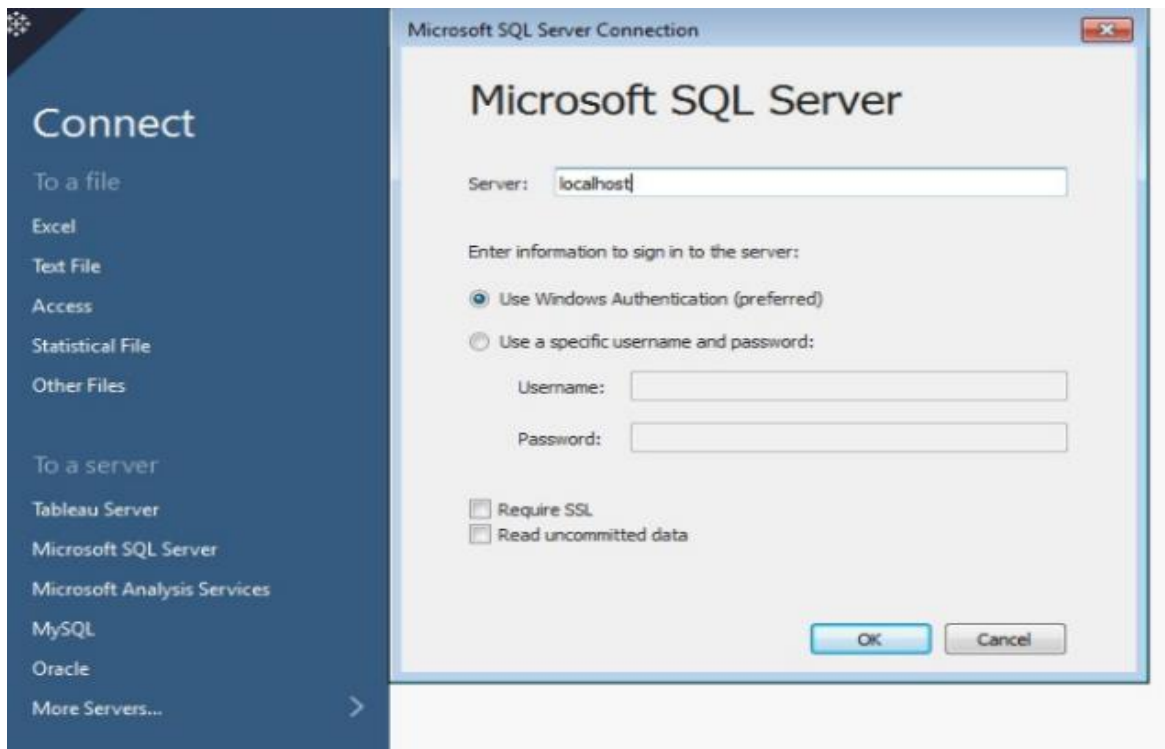 Connect
To a file
Excel
Text File
Access
Statistical File
Other Files
To a server
Tableau Server
Microsoft SQL Server
Microsoft Analysis Services
MySQL
Oracle
More Servers...
Microsoft SQL Server Connection
Microsoft SQL Server
Server: localhost
Enter information to sign in to the server:
Use Windows Authentication (preferred)
Use a specific username and password:
Username:
Password:
Require SSL
Read uncommitted data
OK Cancel